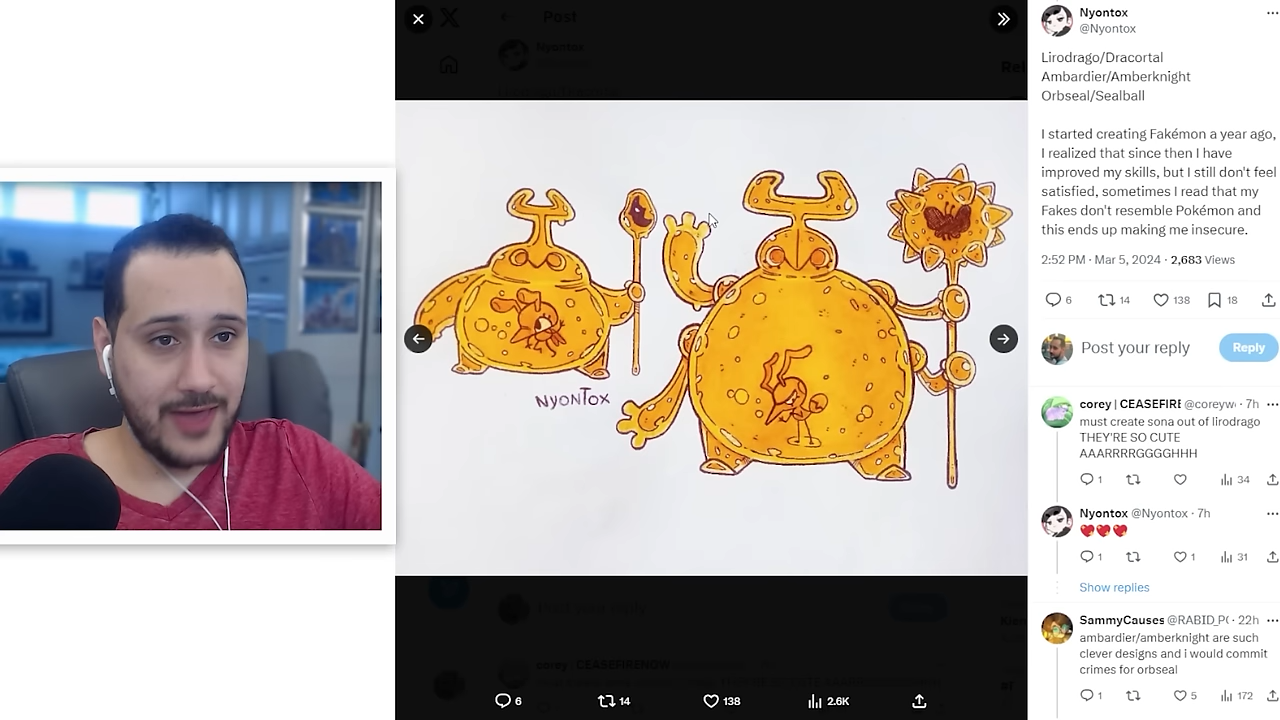 Post
Nyontox
NYONTOX
6
14
138
2.6K
Nyontox
@Nyontox
Lirodrago/Dracortal
Ambardier/Amberknight
Orbseal/Sealball
I started creating Fakémon a year ago,
I realized that since then I have
improved my skills, but I still don't feel
satisfied, sometimes I read that my
Fakes don't resemble Pokémon and
this ends up making me insecure.
2:52 PM · Mar 5, 2024 · 2,683 Views
6
14
138
18
Post your reply
Reply
corey | CEASEFIRE @coreyw · 7h
must create sona out of lirodrago
THEY'RE SO CUTE
AAARRRRGGGGHHH
1
34
Nyontox @Nyontox · 7h
1
1
31
Show replies
SammyCauses @RABID_P( · 22h
ambardier/amberknight are such
clever designs and i would commit
crimes for orbseal
1
5
172